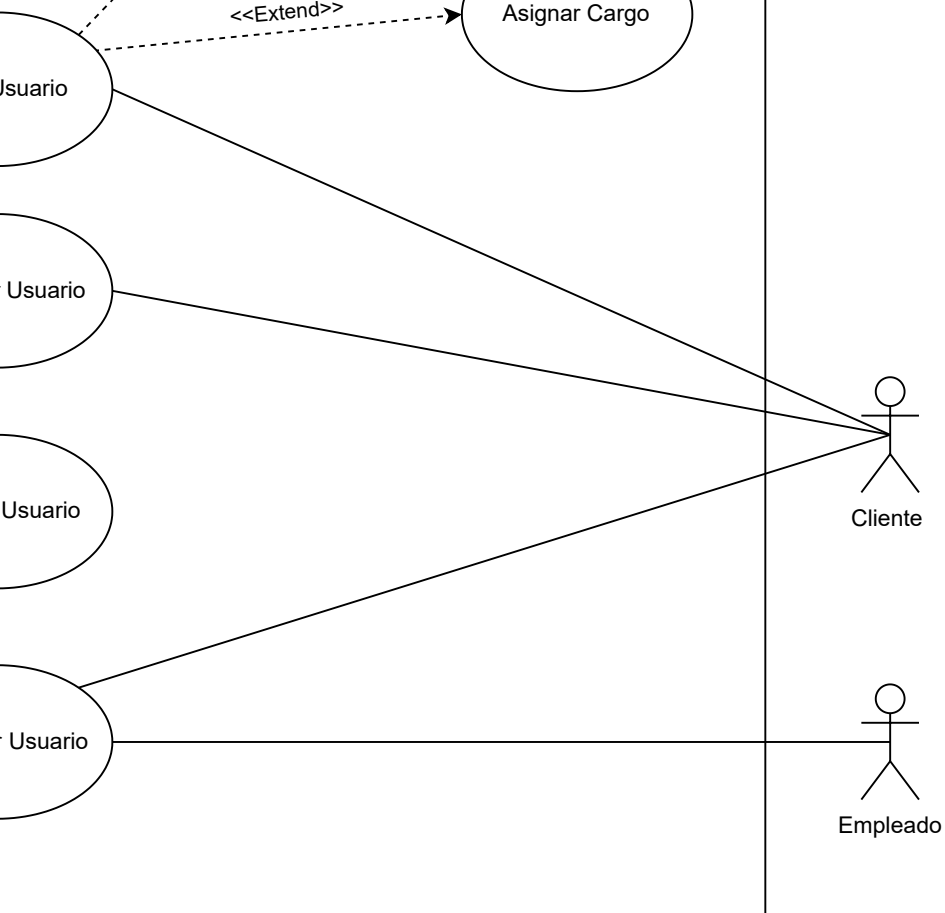 <<Extend>>
Asignar Cargo
Usuario
Usuario
Usuario
Usuario
Cliente
Empleado